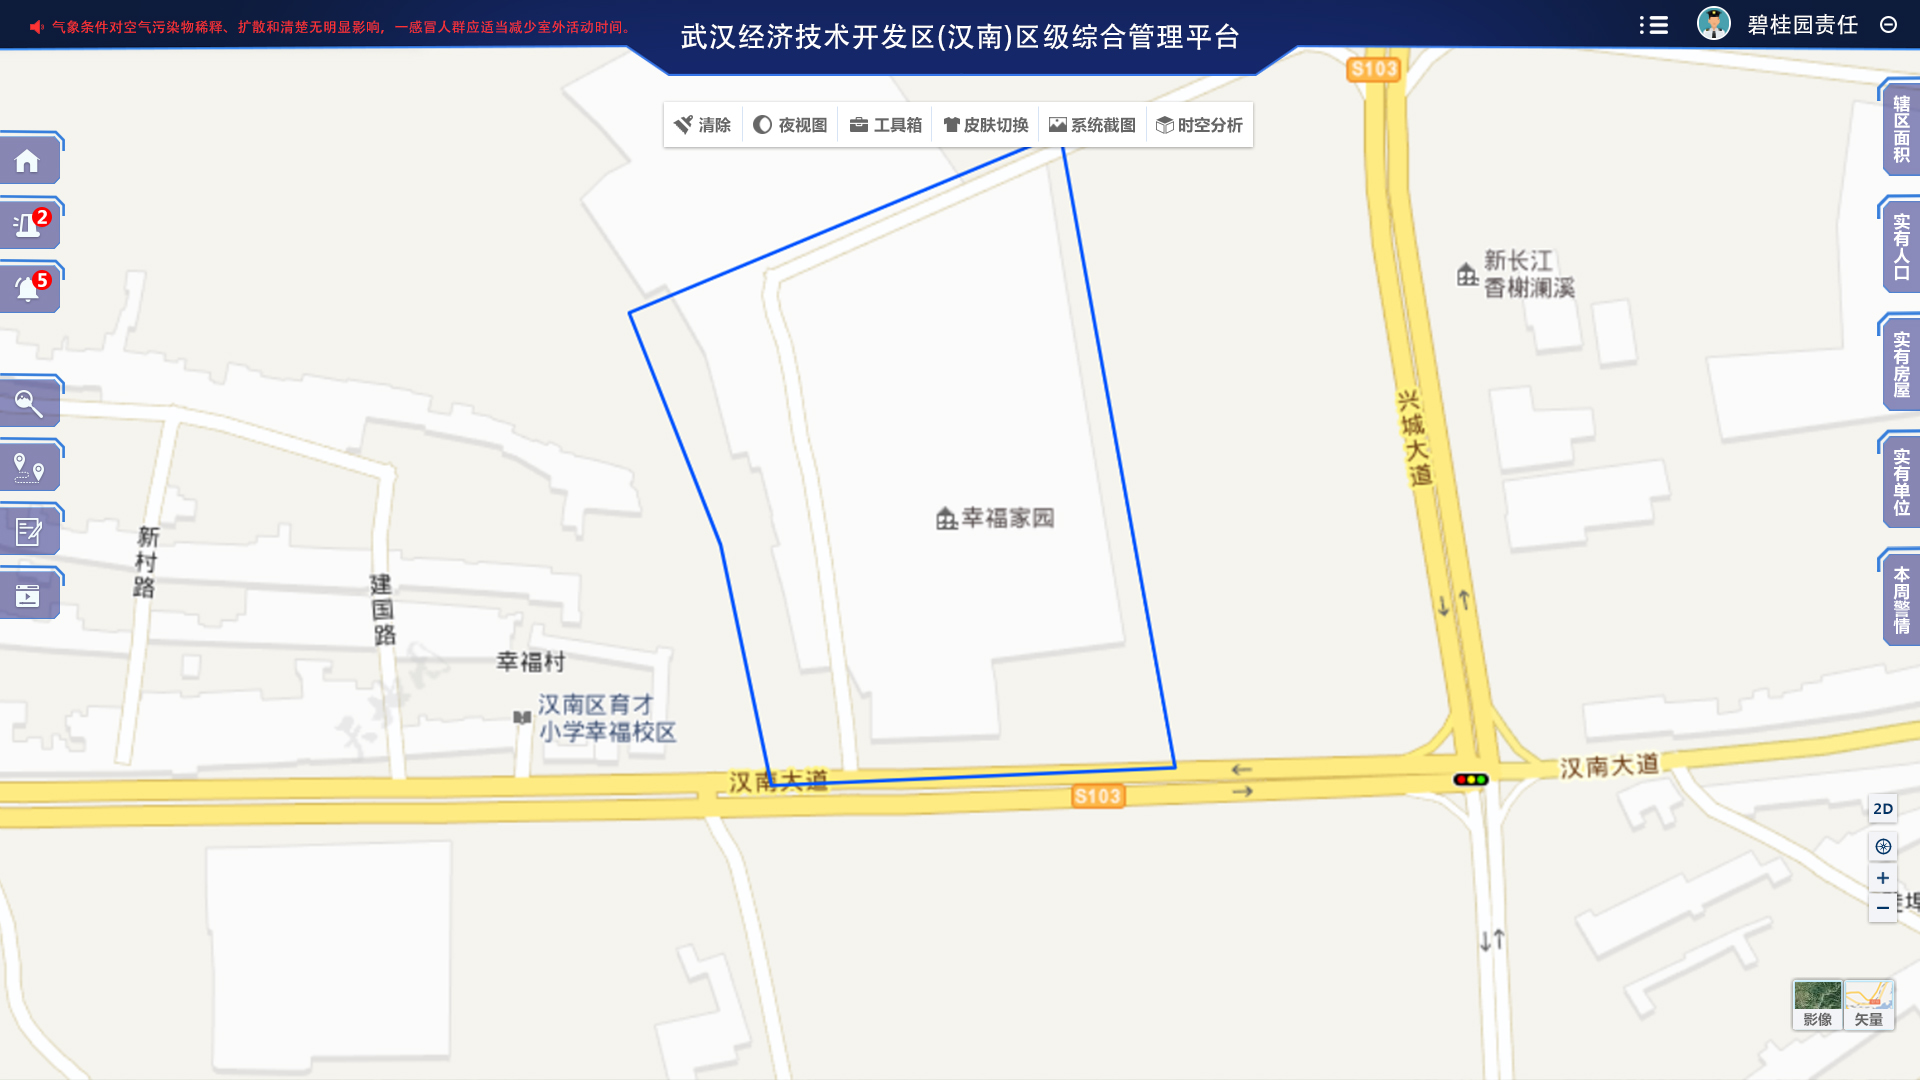 气象条件对空气污染物稀释、扩散和清楚无明显影响，一感冒人群应适当减少室外活动时间。
武汉经济技术开发区(汉南)区级综合管理平台
碧桂园责任
清除
夜视图
工具箱
皮肤切换
系统截图
时空分析
2
5
辖区面积
实有人口
实有房屋
实有单位
本周警情
S103
新长江
香榭澜溪
兴城大道
幸福家园
新村路
建国路
幸福村
汉南区育才
小学幸福校区
汉南大道
S103
汉南大道
2D
影像
矢量